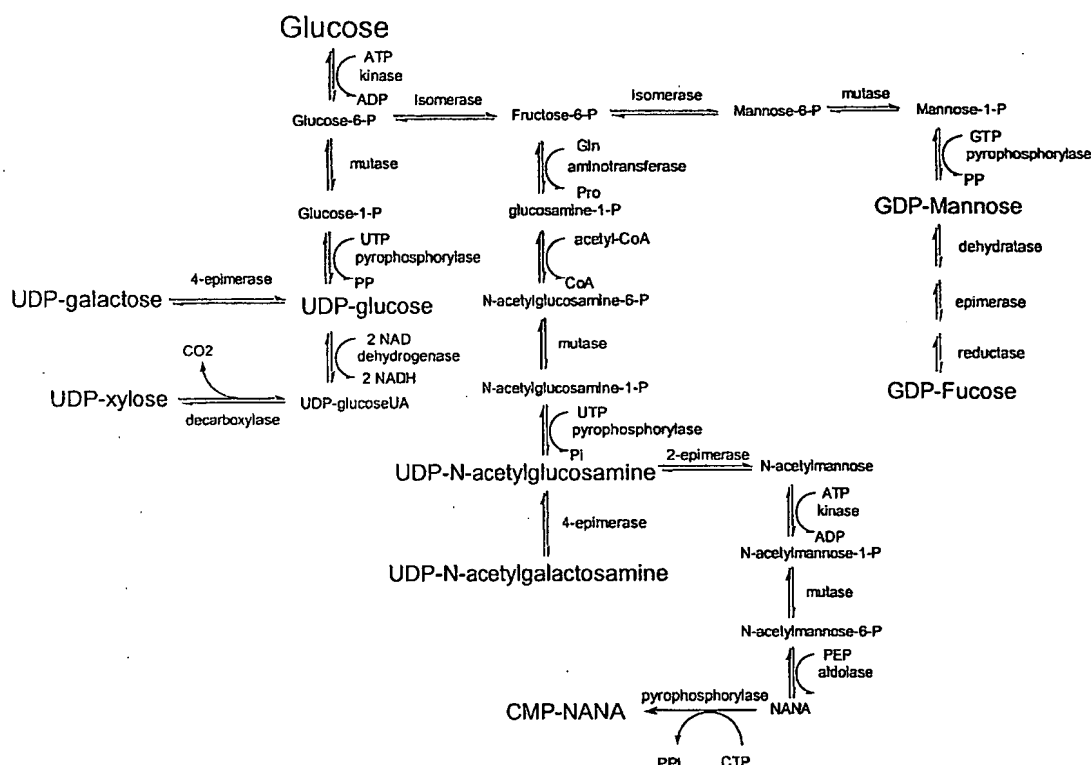 Glucose
ATP
kinase
ADP
Glucose-6-P
Isomerase
Fructose-6-P
Isomerase
Mannose-6-P
mutase
Mannose-1-P
mutase
Gln
aminotransferase
Pro
GTP
pyrophosphorylase
PP
Glucose-1-P
glucosamine-1-P
GDP-Mannose
UTP
pyrophosphorylase
PP
acetyl-CoA
CoA
dehydratase
4-epimerase
UDP-galactose
UDP-glucose
N-acetylglucosamine-6-P
epimerase
2 NAD
dehydrogenase
2 NADH
mutase
reductase
CO2
UDP-xylose
decarboxylase
UDP-glucoseUA
N-acetylglucosamine-1-P
GDP-Fucose
UTP
pyrophosphorylase
Pi
UDP-N-acetylglucosamine
2-epimerase
N-acetylmannose
4-epimerase
ATP
kinase
ADP
UDP-N-acetylgalactosamine
N-acetylmannose-1-P
mutase
N-acetylmannose-6-P
PEP
aldolase
CMP-NANA
pyrophosphorylase
NANA
PPi
CTP